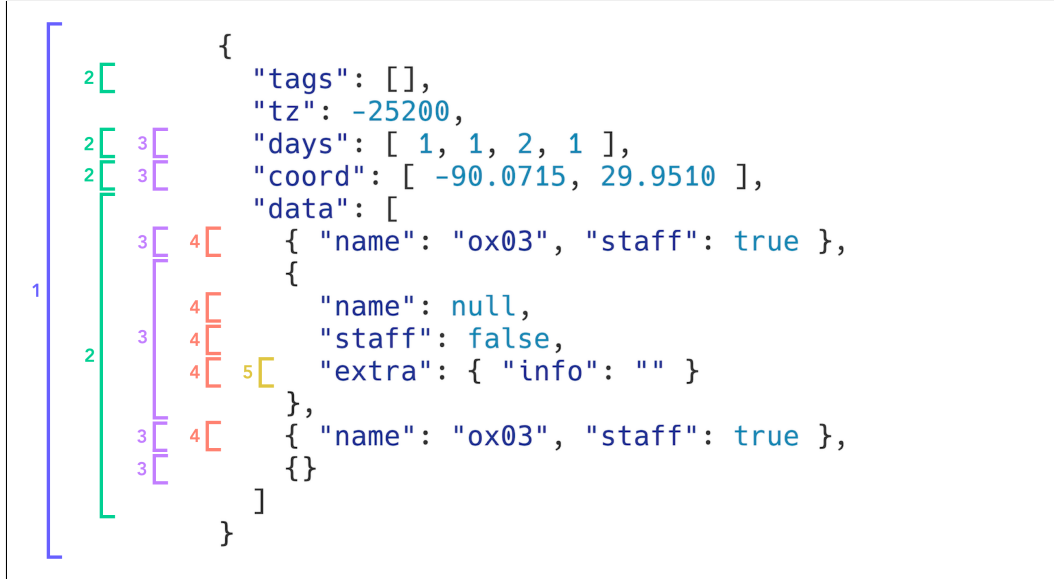 {
2 "tags": [],
"tz": -25200,
2 3 "days": [ 1, 1, 2, 1 ],
2 3 "coord": [ -90.0715, 29.9510 ],
"data": [
3 4 { "name": "ox03", "staff": true },
{
1
4 "name": null,
3 4 "staff": false,
2
4 5 "extra": { "info": "" }
},
3 4 { "name": "ox03", "staff": true },
3 {}
]
}